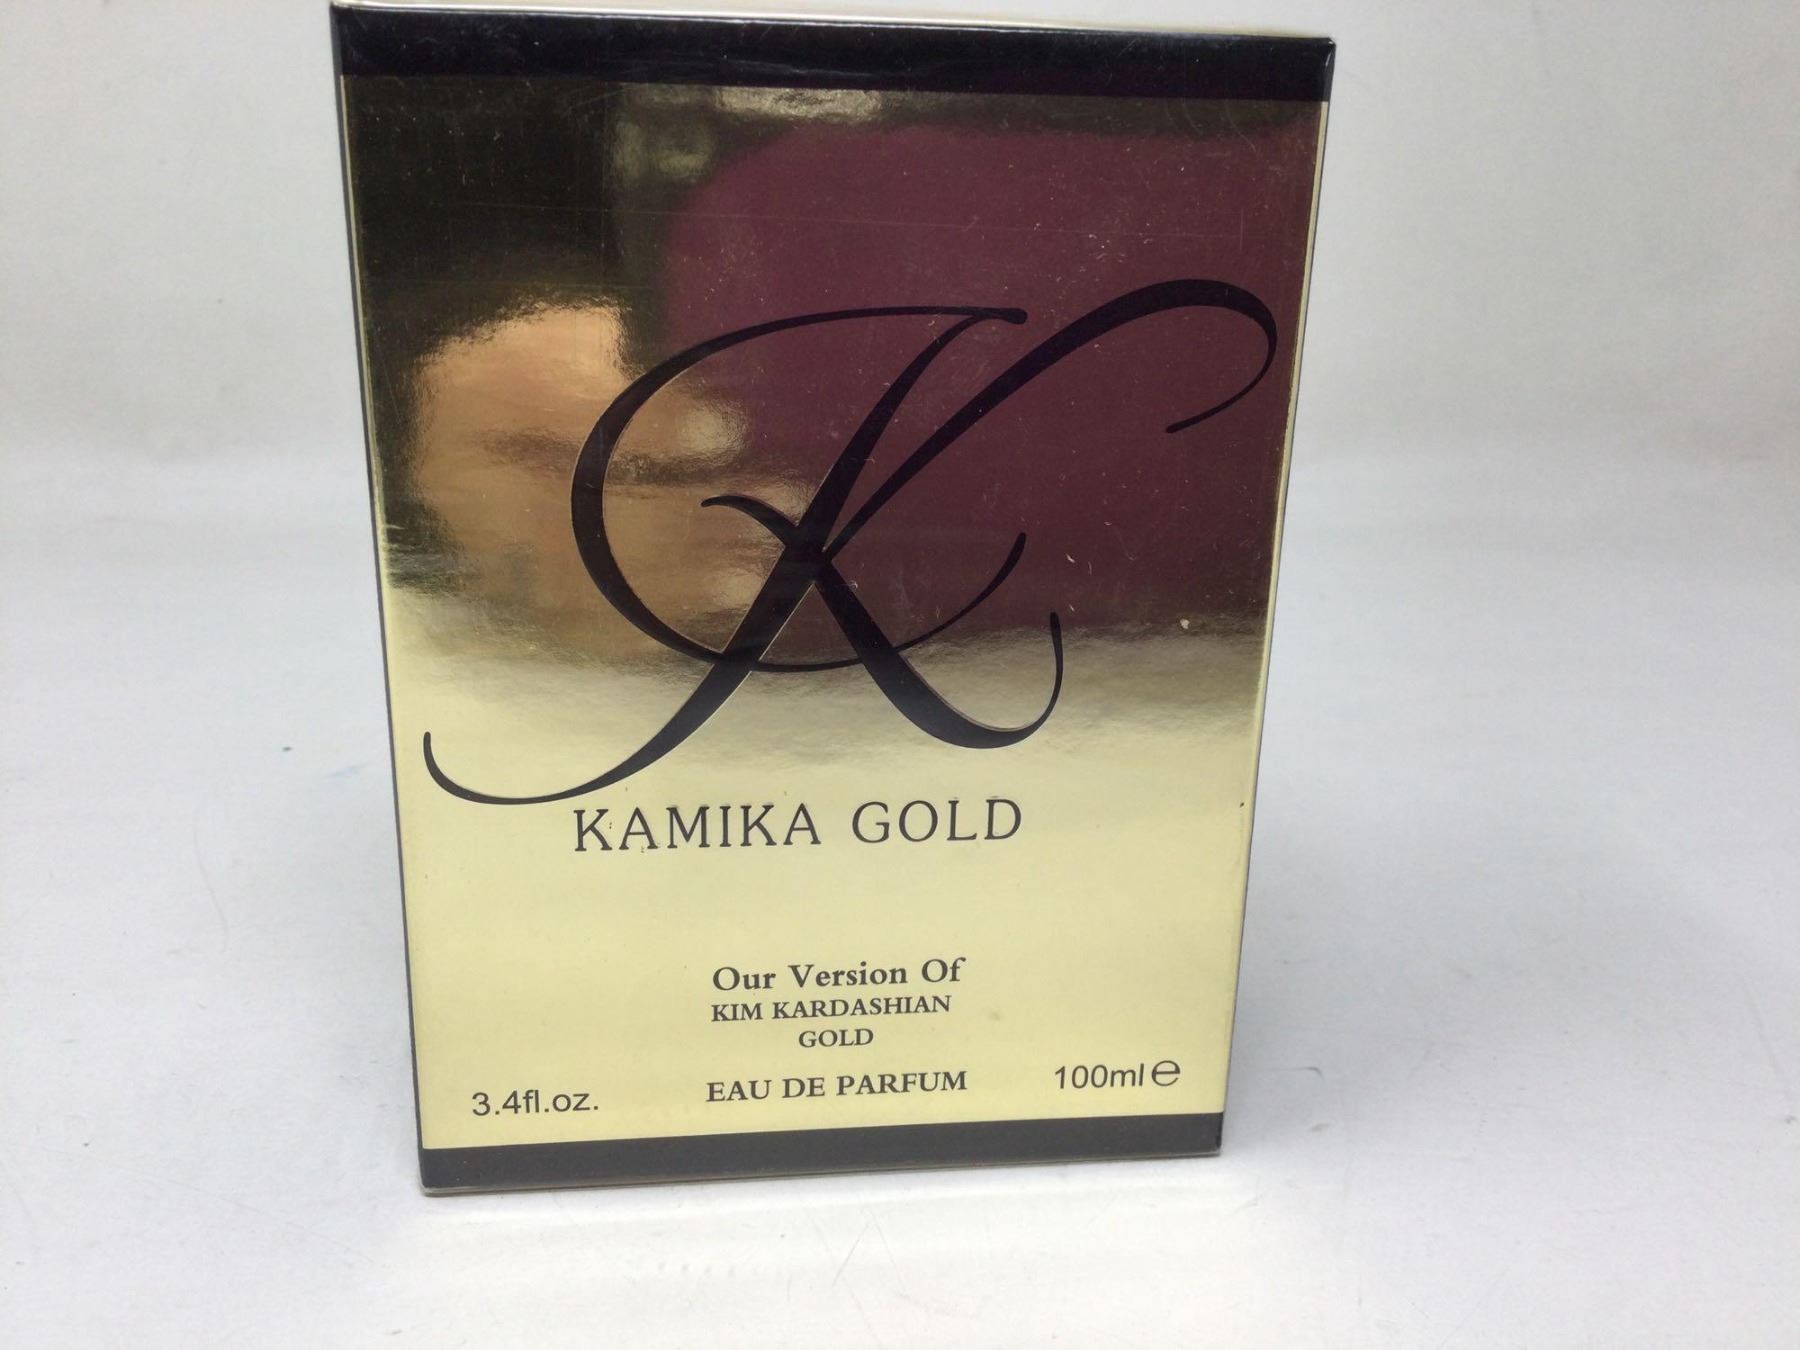 K
KAMIKA GOLD
Our Version Of
KIM KARDASHIAN
GOLD
3.4fl.oz. EAU DE PARFUM 100ml℮